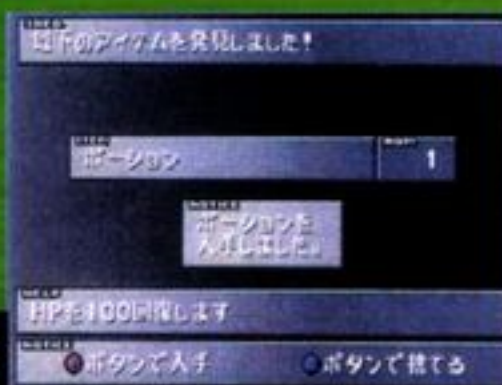 以下のアイテムを発見しました!
ポーション 1
ポーションを
入手しました。
HPを100回復します
ボタンで入手 ボタンで捨てる